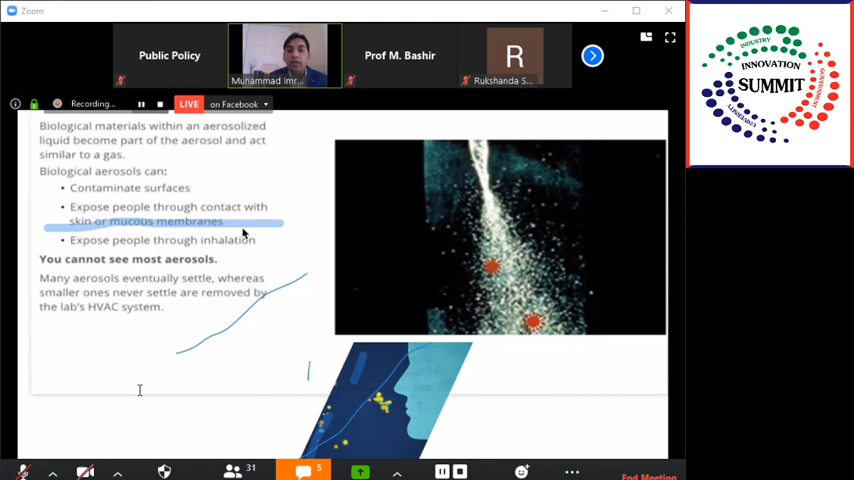 Zoom
Public Policy
Muhammad Imr...
Prof M. Bashir
R
Rukshanda S...
Recording...
LIVE
on Facebook
Biological materials within an aerosolized
liquid become part of the aerosol and act
similar to a gas.
Biological aerosols can:
• Contaminate surfaces
• Expose people through contact with
skin or mucous membranes
• Expose people through inhalation
You cannot see most aerosols.
Many aerosols eventually settle, whereas
smaller ones never settle are removed by
the lab's HVAC system.
31
5
End Meeting
INDUSTRY
INNOVATION
SUMMIT
GOVERNMENT
UNIVERSITY